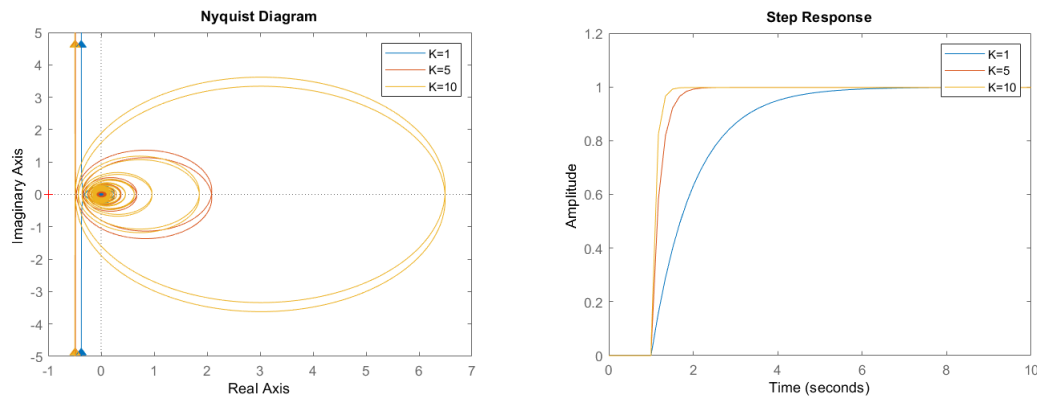 Nyquist Diagram
5
4
3
2
1
0
-1
-2
-3
-4
-5
Imaginary Axis
-1 0 1 2 3 4 5 6 7
Real Axis
K=1
K=5
K=10
Step Response
1.2
1
0.8
0.6
0.4
0.2
0
Amplitude
0 2 4 6 8 10
Time (seconds)
K=1
K=5
K=10